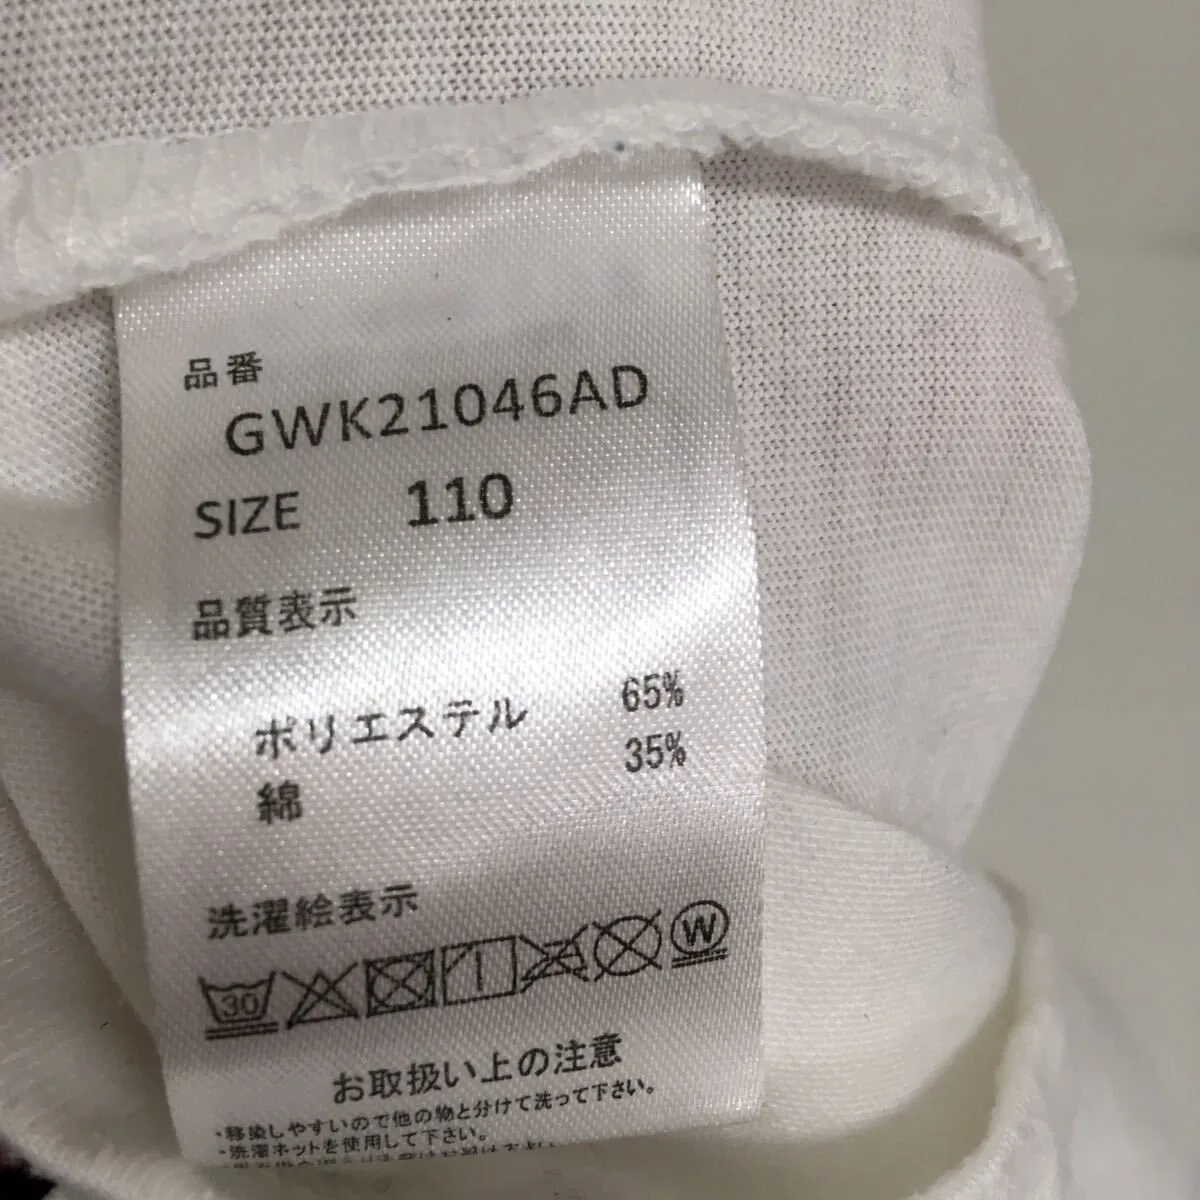 品番
GWK21046AD
SIZE 110
品質表示
ポリエステル 65%
綿 35%
洗濯絵表示
30 W
お取扱い上の注意
・移染しやすいので他の物と分けて洗って下さい。
・洗濯ネットを使用して下さい。